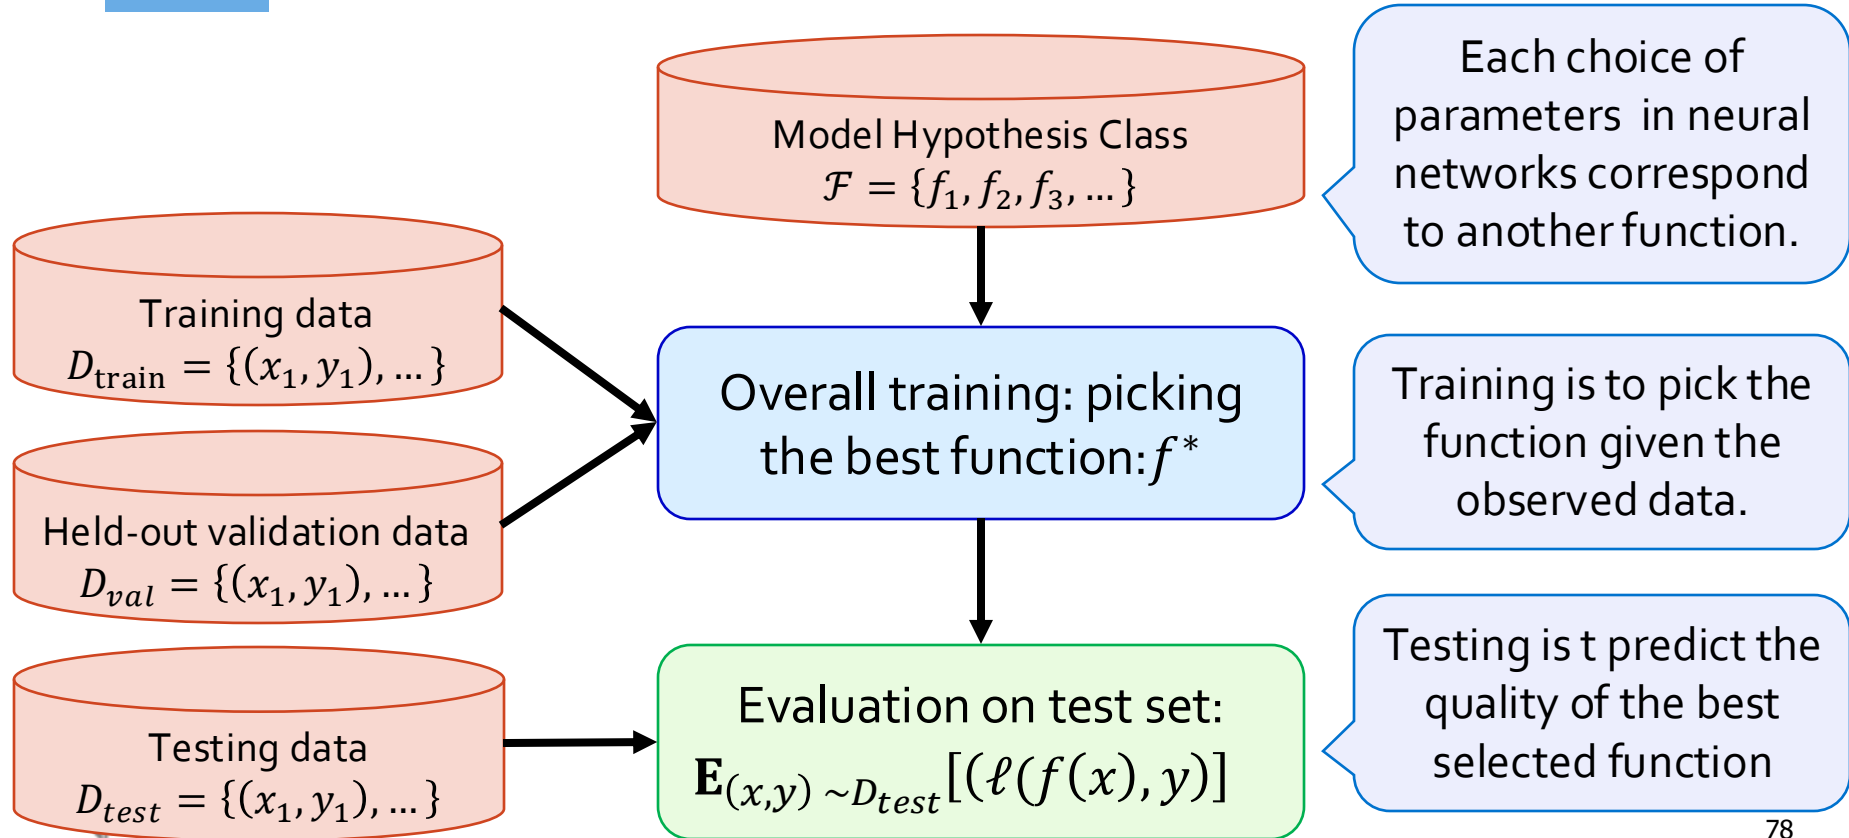 Model Hypothesis Class
ℱ = {f₁, f₂, f₃, … }
Each choice of
parameters in neural
networks correspond
to another function.
Training data
D_train = {(x₁, y₁), … }
Held-out validation data
D_val = {(x₁, y₁), … }
Overall training: picking
the best function: f*
Training is to pick the
function given the
observed data.
Testing data
D_test = {(x₁, y₁), … }
Evaluation on test set:
𝐄_(x,y) ~D_test [(ℓ(f(x), y)]
Testing is t predict the
quality of the best
selected function
78